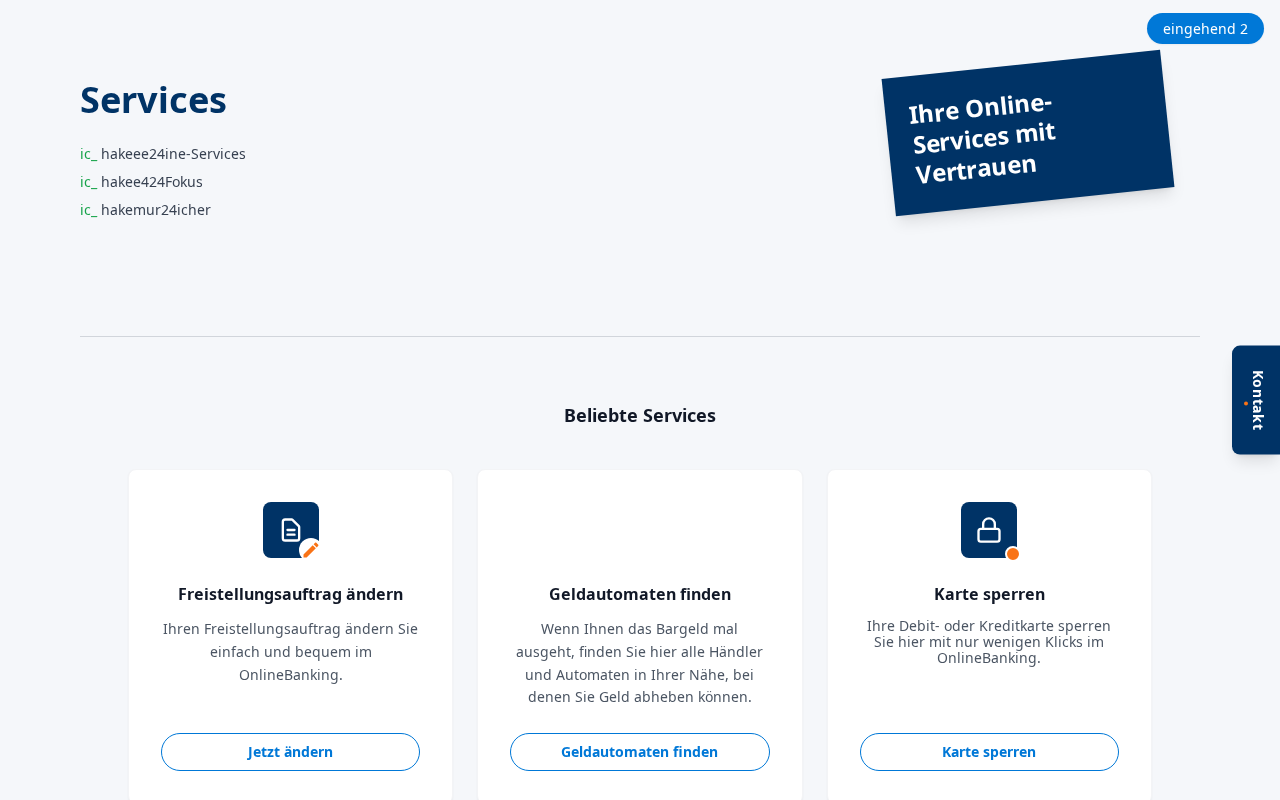 eingehend 2
Services
ic_ hakeee24ine-Services
ic_ hakee424Fokus
ic_ hakemur24icher
Ihre Online-
Services mit
Vertrauen
Kontakt
Beliebte Services
Freistellungsauftrag ändern
Ihren Freistellungsauftrag ändern Sie
einfach und bequem im
OnlineBanking.
Jetzt ändern
Geldautomaten finden
Wenn Ihnen das Bargeld mal
ausgeht, finden Sie hier alle Händler
und Automaten in Ihrer Nähe, bei
denen Sie Geld abheben können.
Geldautomaten finden
Karte sperren
Ihre Debit- oder Kreditkarte sperren
Sie hier mit nur wenigen Klicks im
OnlineBanking.
Karte sperren